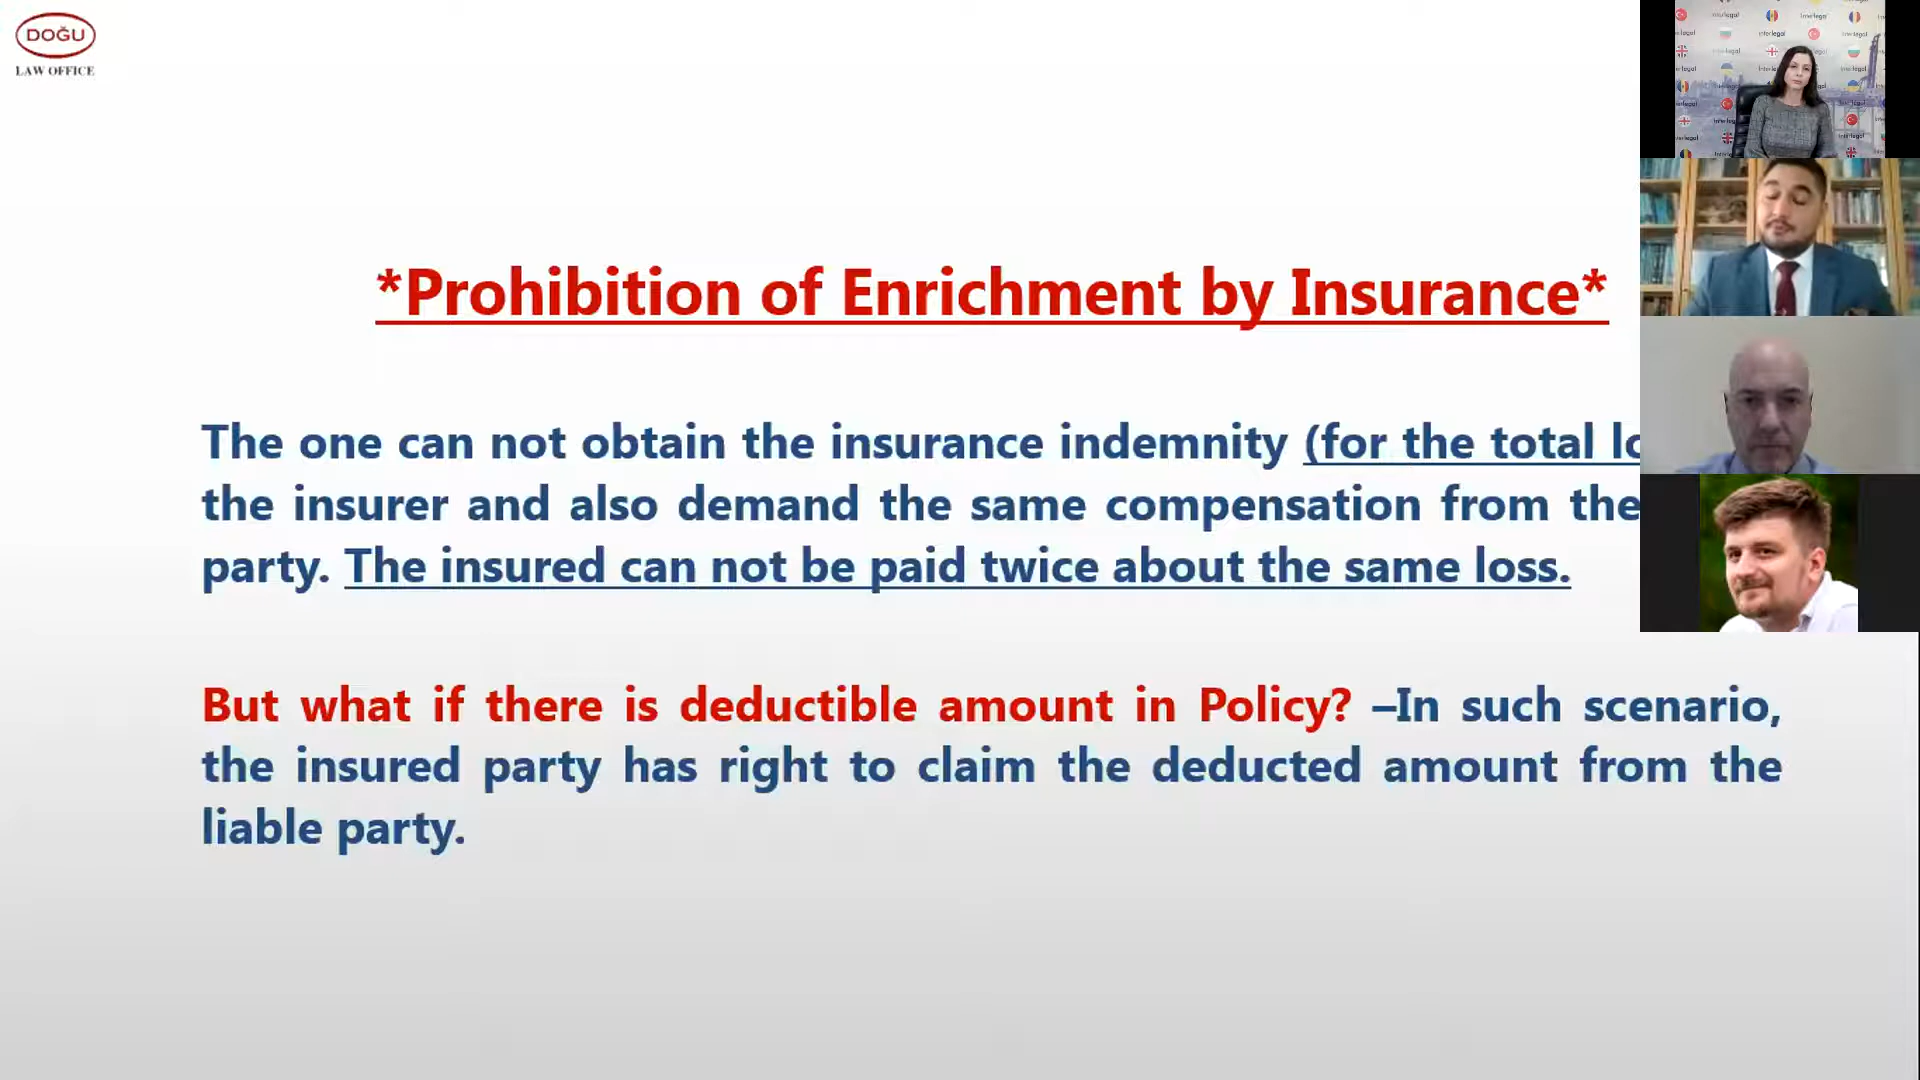 DOĞU
LAW OFFICE
*Prohibition of Enrichment by Insurance*
The one can not obtain the insurance indemnity (for the total
the insurer and also demand the same compensation from the
party. The insured can not be paid twice about the same loss.
But what if there is deductible amount in Policy? –In such scenario,
the insured party has right to claim the deducted amount from the
liable party.